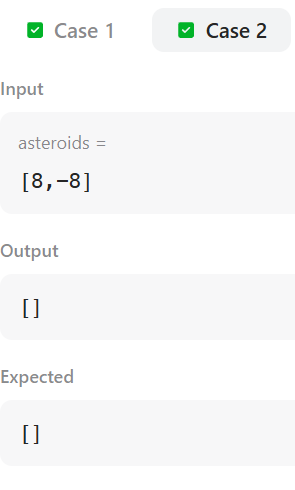 Case 1 Case 2
Input
asteroids =
[8,-8]
Output
[]
Expected
[]